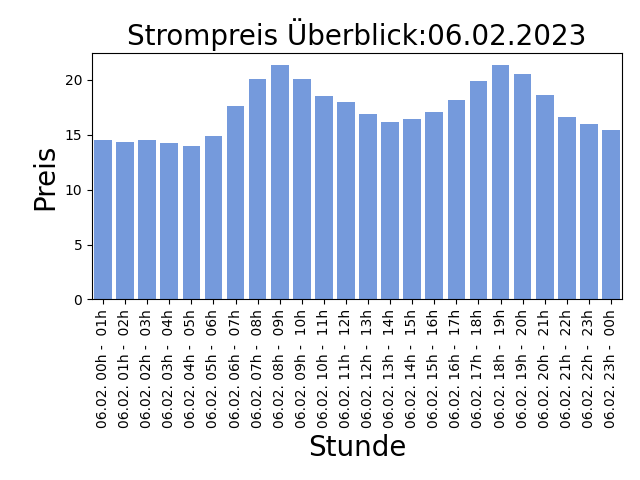 Strompreis Überblick:06.02.2023
Preis
20
15
10
5
0
06.02. 00h - 01h
06.02. 01h - 02h
06.02. 02h - 03h
06.02. 03h - 04h
06.02. 04h - 05h
06.02. 05h - 06h
06.02. 06h - 07h
06.02. 07h - 08h
06.02. 08h - 09h
06.02. 09h - 10h
06.02. 10h - 11h
06.02. 11h - 12h
06.02. 12h - 13h
06.02. 13h - 14h
06.02. 14h - 15h
06.02. 15h - 16h
06.02. 16h - 17h
06.02. 17h - 18h
06.02. 18h - 19h
06.02. 19h - 20h
06.02. 20h - 21h
06.02. 21h - 22h
06.02. 22h - 23h
06.02. 23h - 00h
Stunde